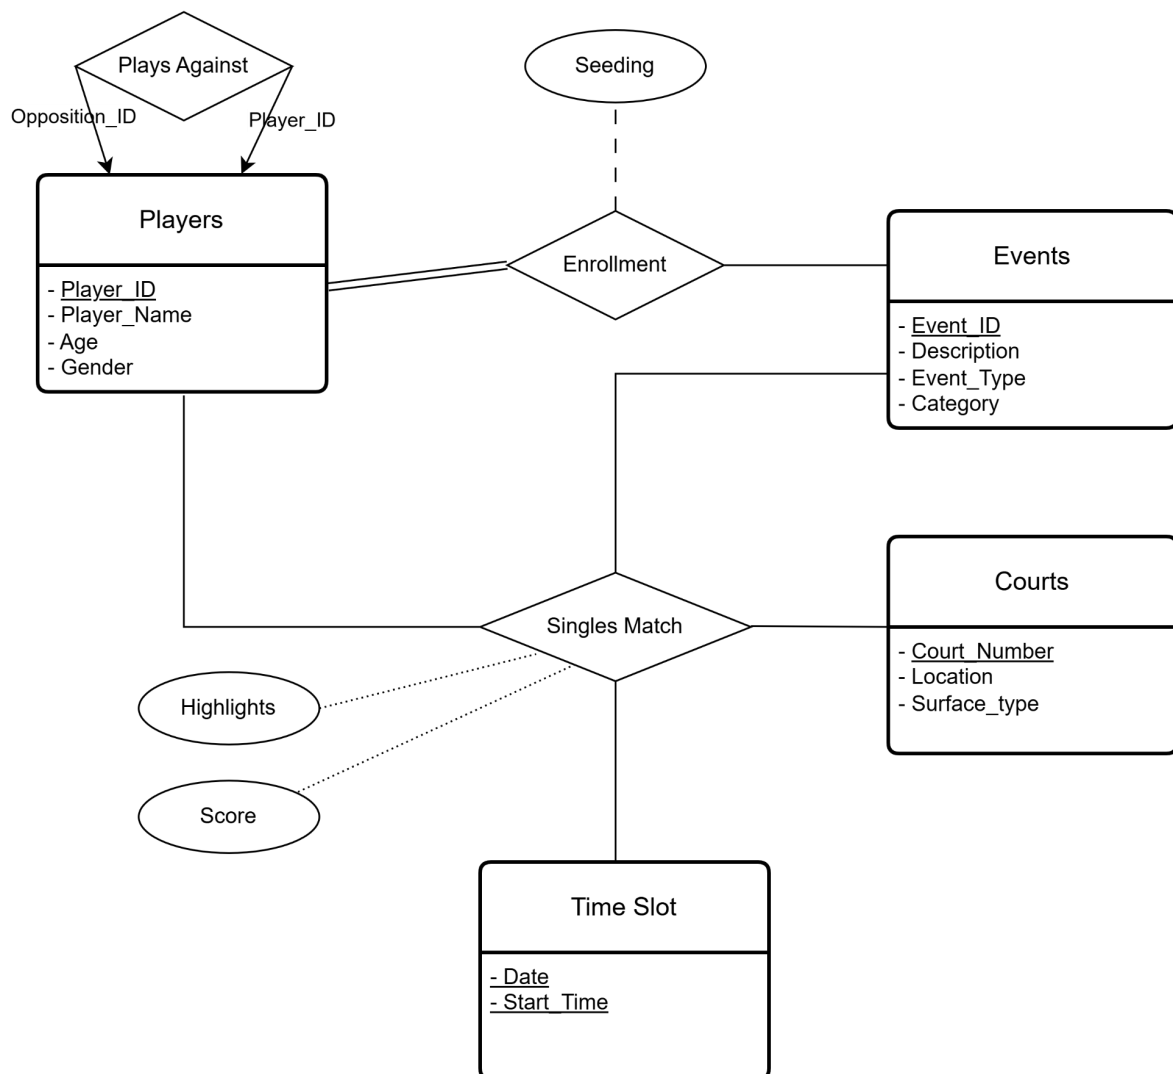 Plays Against
Opposition_ID
Player_ID
Seeding
Players
- Player_ID
- Player_Name
- Age
- Gender
Enrollment
Events
- Event_ID
- Description
- Event_Type
- Category
Singles Match
Courts
- Court_Number
- Location
- Surface_type
Highlights
Score
Time Slot
- Date
- Start_Time